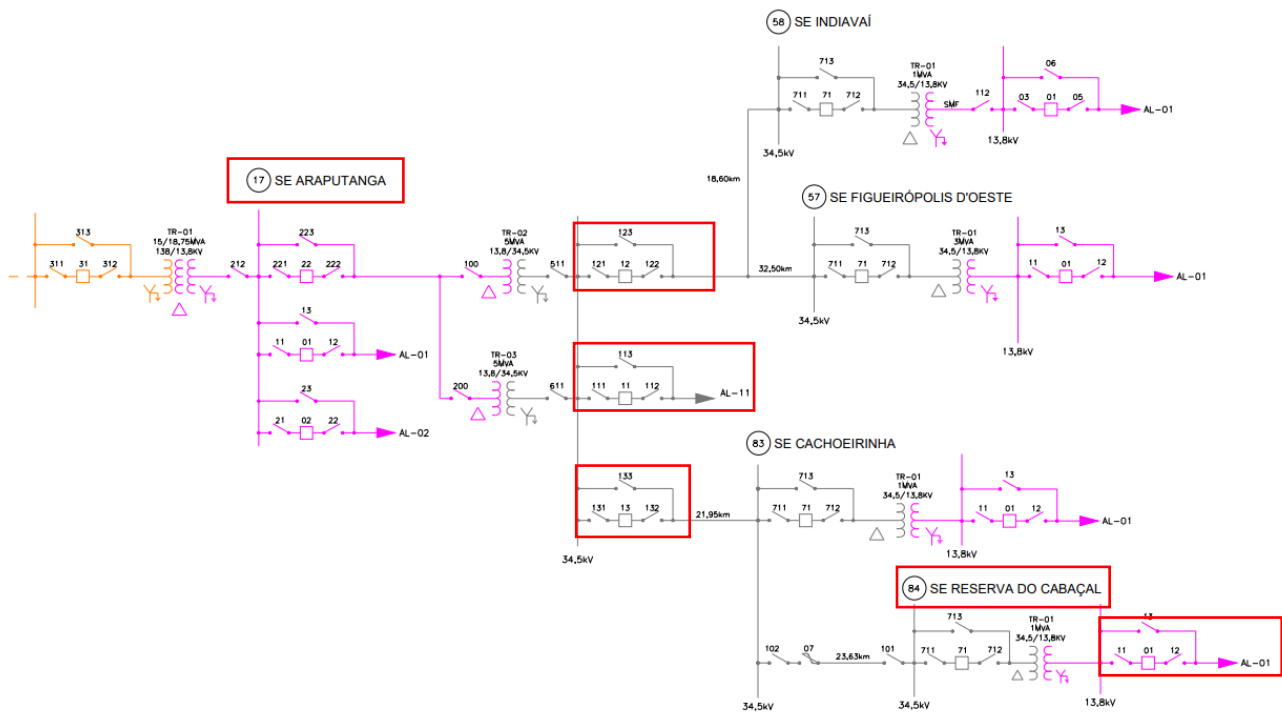 58 SE INDIAVAÍ
713
711 71 712
TR-01
1MVA
34,5/13,8KV
SMF
112
06
03 01 05
AL-01
34,5kV
13,8kV
18,60km
17 SE ARAPUTANGA
57 SE FIGUEIRÓPOLIS D'OESTE
313
311 31 312
TR-01
15/18,75MVA
138/13,8KV
212
223
221 22 222
100
TR-02
5MVA
13,8/34,5KV
511
123
121 12 122
32,50km
713
711 71 712
TR-01
3MVA
34,5/13,8KV
13
11 01 12
AL-01
34,5kV
13,8kV
13
11 01 12
AL-01
23
21 02 22
AL-02
200
TR-03
5MVA
13,8/34,5KV
611
113
111 11 112
AL-11
83 SE CACHOEIRINHA
133
131 13 132
21,95km
34,5kV
713
711 71 712
TR-01
1MVA
34,5/13,8KV
13
11 01 12
AL-01
13,8kV
84 SE RESERVA DO CABAÇAL
102 07
23,63km
101
713
711 71 712
TR-01
1MVA
34,5/13,8KV
13
11 01 12
AL-01
34,5kV
34,5kV
13,8kV